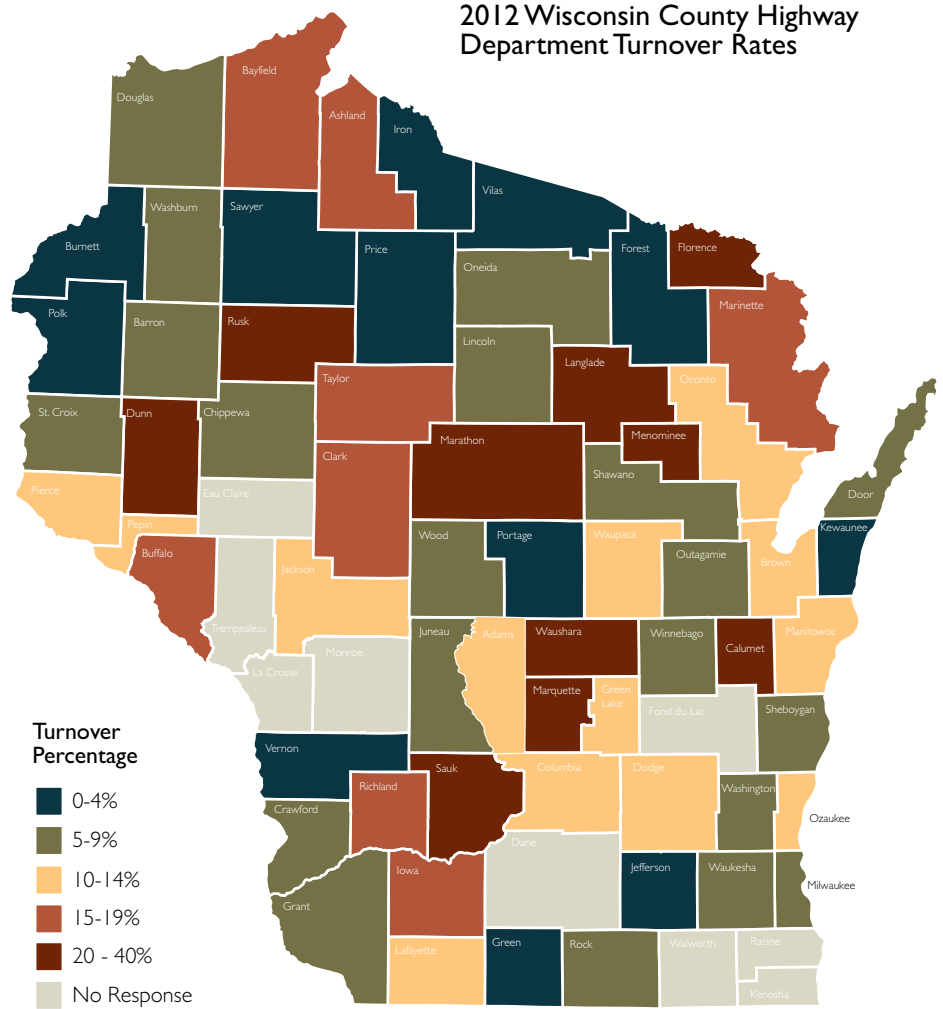 2012 Wisconsin County Highway
Department Turnover Rates
Bayfield
Douglas
Ashland
Iron
Vilas
Washburn
Sawyer
Burnett
Price
Forest
Florence
Oneida
Marinette
Polk
Barron
Rusk
Lincoln
Langlade
Taylor
Oconto
St. Croix
Dunn
Chippewa
Marathon
Menominee
Clark
Shawano
Pierce
Eau Claire
Door
Pepin
Kewaunee
Wood
Portage
Waupaca
Buffalo
Outagamie
Brown
Jackson
Trempealeau
Juneau
Adams
Waushara
Winnebago
Manitowoc
Calumet
Monroe
La Crosse
Marquette
Green
Lake
Fond du Lac
Sheboygan
Turnover
Percentage
0-4%
5-9%
10-14%
15-19%
20 - 40%
No Response
Vernon
Sauk
Columbia
Dodge
Richland
Washington
Crawford
Ozaukee
Dane
Iowa
Jefferson
Waukesha
Milwaukee
Grant
Lafayette
Green
Rock
Walworth
Racine
Kenosha